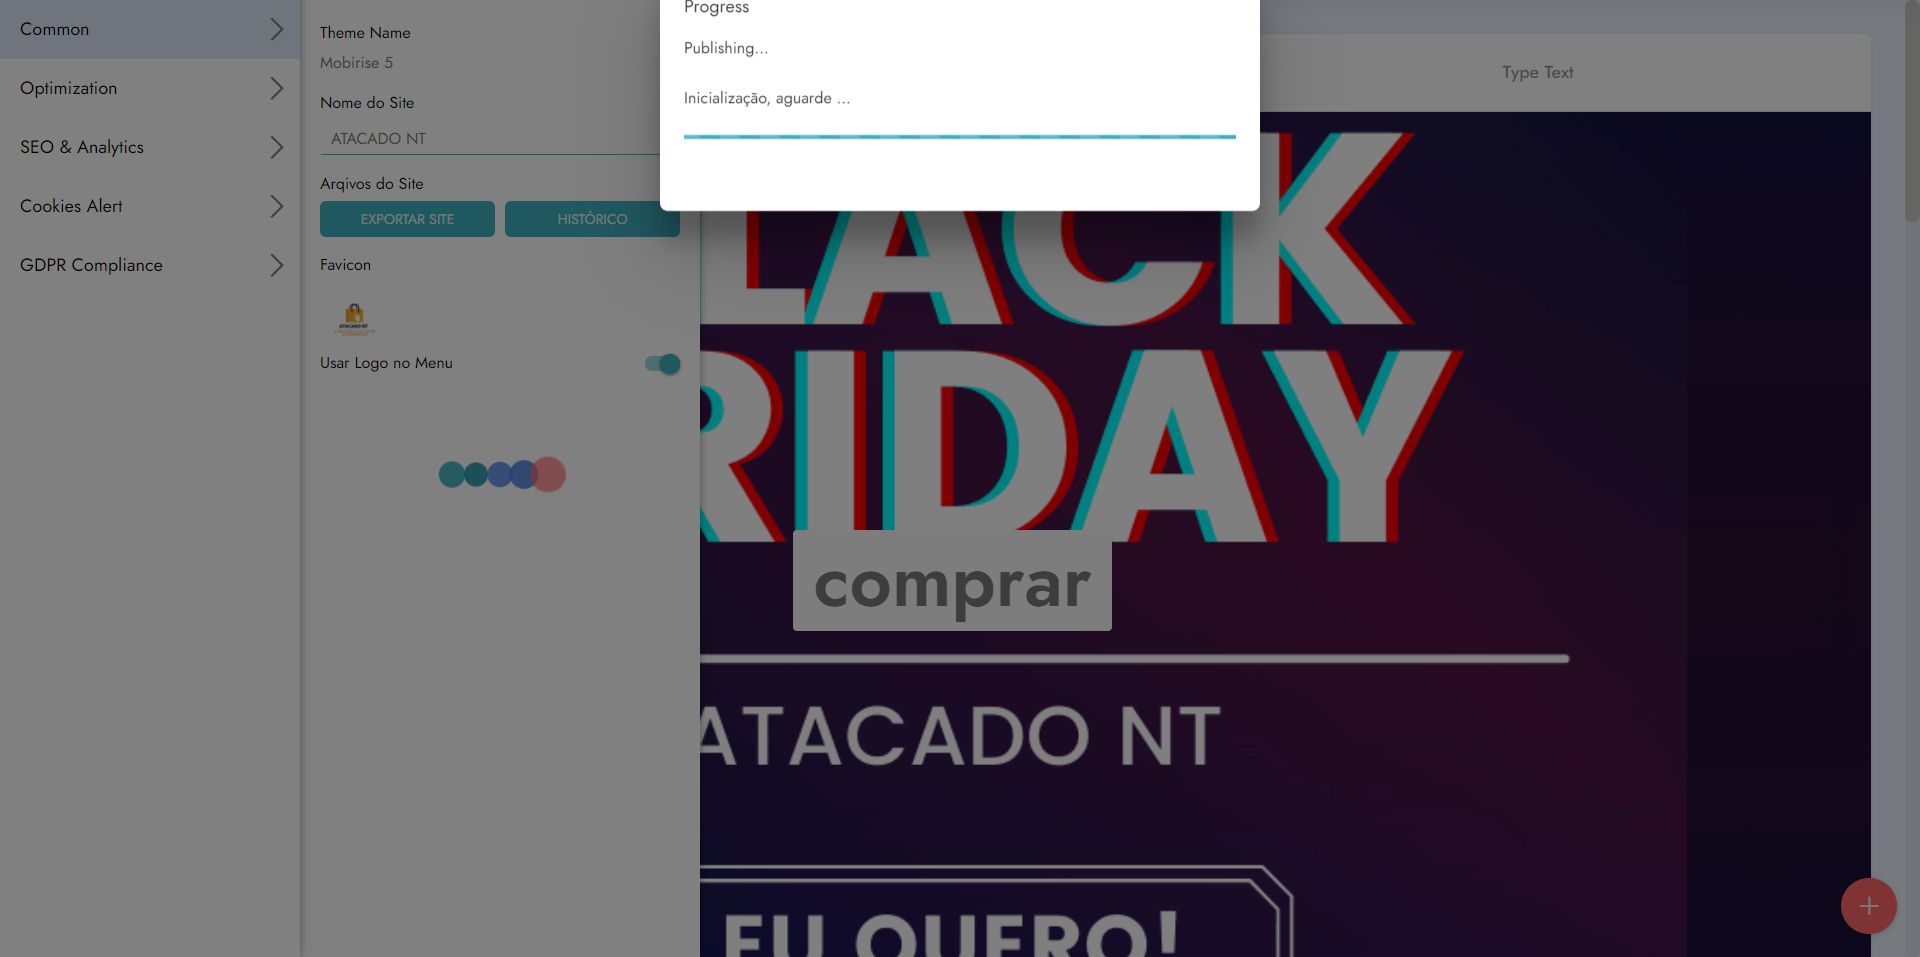 Common
Optimization
SEO & Analytics
Cookies Alert
GDPR Compliance
Theme Name
Mobirise 5
Nome do Site
ATACADO NT
Arqivos do Site
EXPORTAR SITE
HISTÓRICO
Favicon
ATACADO NT
Usar Logo no Menu
Progress
Publishing...
Inicialização, aguarde ...
Type Text
LACK
RIDAY
comprar
ATACADO NT
EU QUERO!